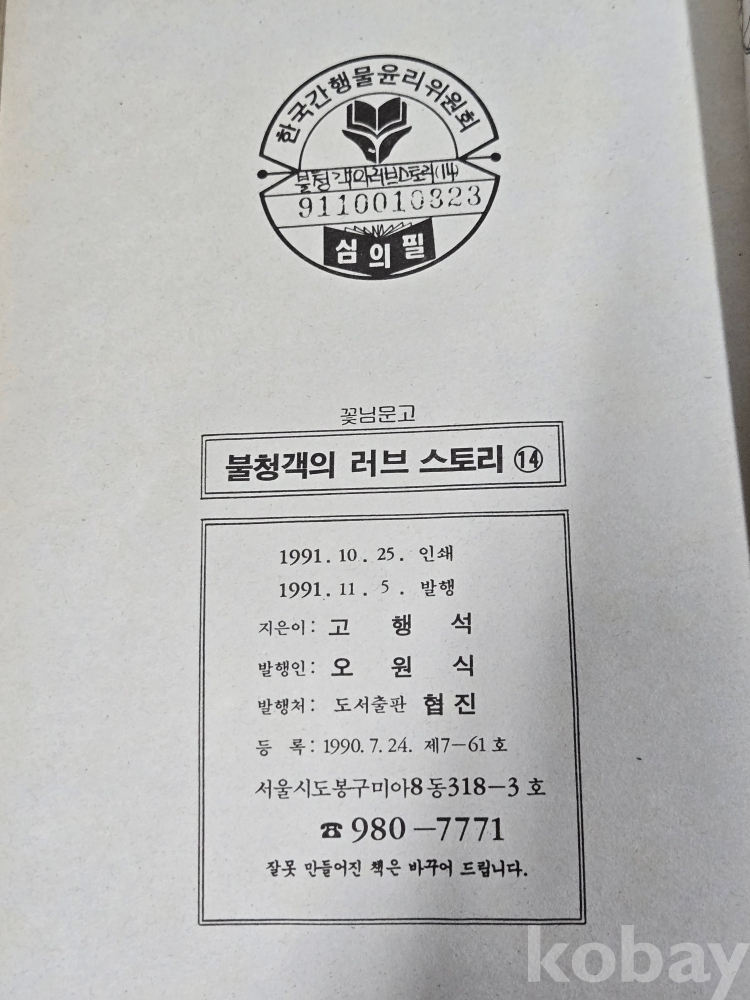 한국간행물윤리위원회
불청객의러브스토리(14)
9110010323
심의필
꽃님문고
불청객의 러브 스토리 ⑭
1991. 10. 25. 인쇄
1991. 11. 5. 발행
지은이: 고 행 석
발행인: 오 원 식
발행처: 도서출판 협진
등 록: 1990. 7. 24. 제7-61호
서울시도봉구미아8동318-3호
☎ 980-7771
잘못 만들어진 책은 바꾸어 드립니다.
kobay